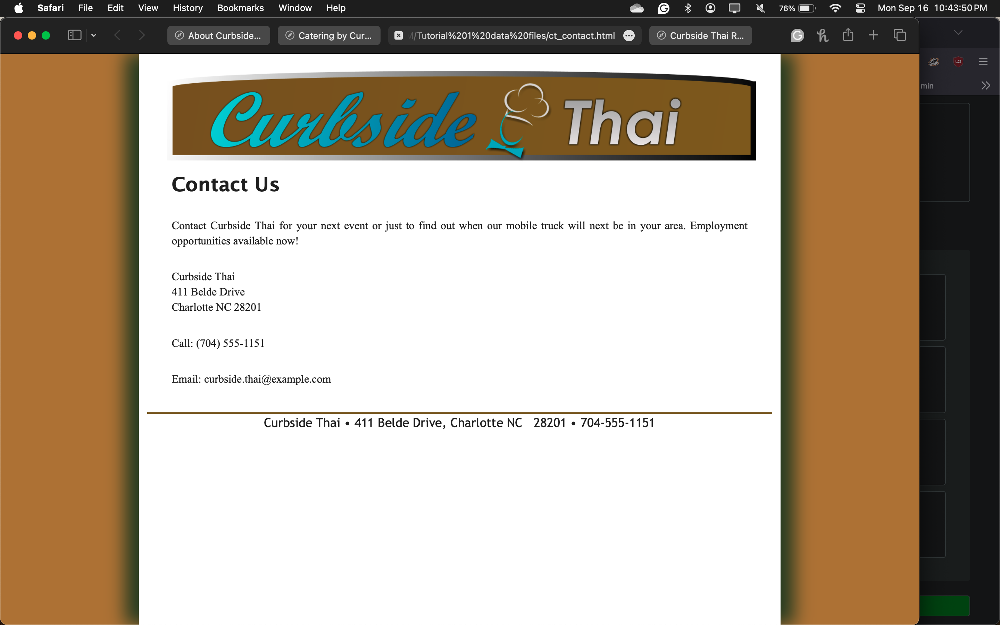 Safari File Edit View History Bookmarks Window Help 76% Mon Sep 16 10:43:50 PM
About Curbside... Catering by Cur... /Tutorial%201%20data%20files/ct_contact.html Curbside Thai R...
Curbside Thai
Contact Us
Contact Curbside Thai for your next event or just to find out when our mobile truck will next be in your area. Employment
opportunities available now!
Curbside Thai
411 Belde Drive
Charlotte NC 28201
Call: (704) 555-1151
Email: curbside.thai@example.com
Curbside Thai • 411 Belde Drive, Charlotte NC 28201 • 704-555-1151